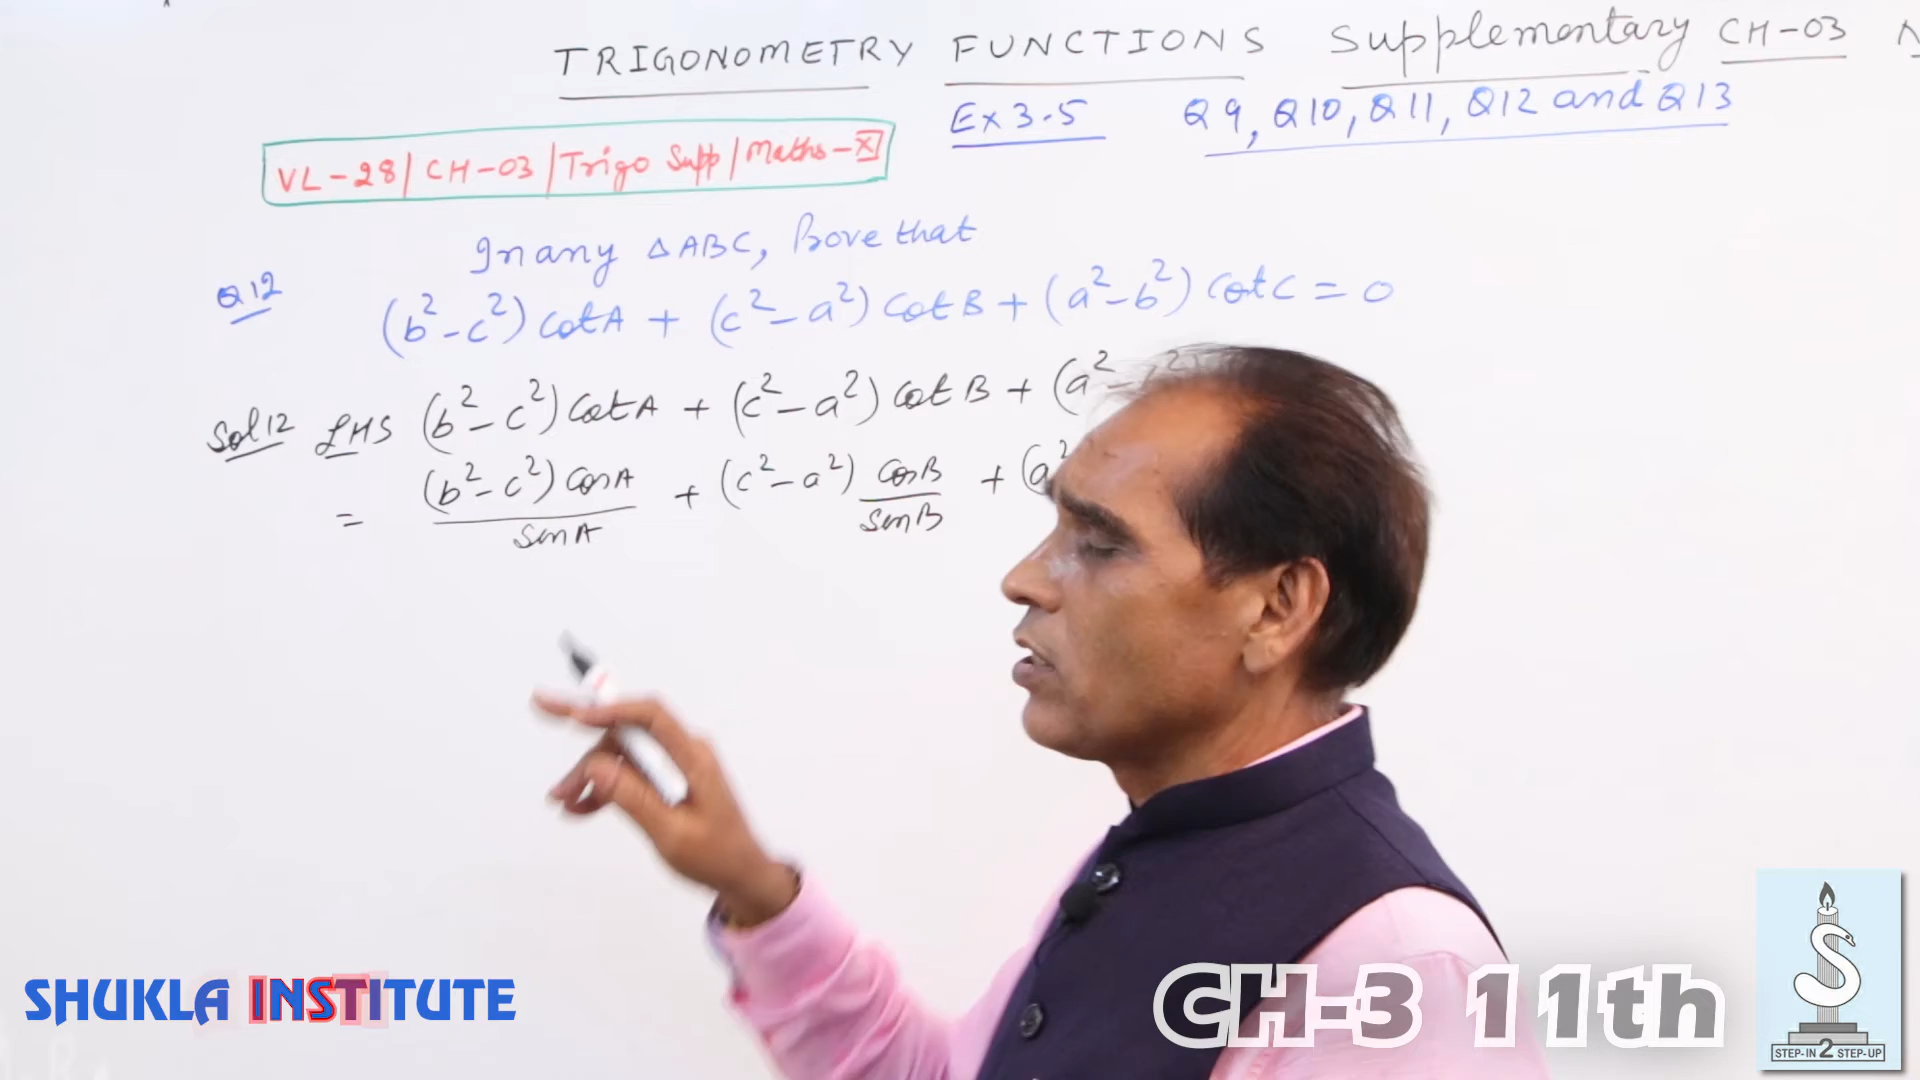 TRIGONOMETRY FUNCTIONS Supplementary CH-03
Ex 3.5 Q9, Q10, Q11, Q12 and Q13
VL-28/CH-03/Trigo Supp/Maths-XI
In any ΔABC, Prove that
Q12 (b²-c²) cotA + (c²-a²) cotB + (a²-b²) cotC = 0
Sol12 LHS (b²-c²) cotA + (c²-a²) cotB + (a²-
= (b²-c²) cosA / sinA + (c²-a²) cosB / sinB + (a²
SHUKLA INSTITUTE
CH-3 11th
S
STEP-IN 2 STEP-UP